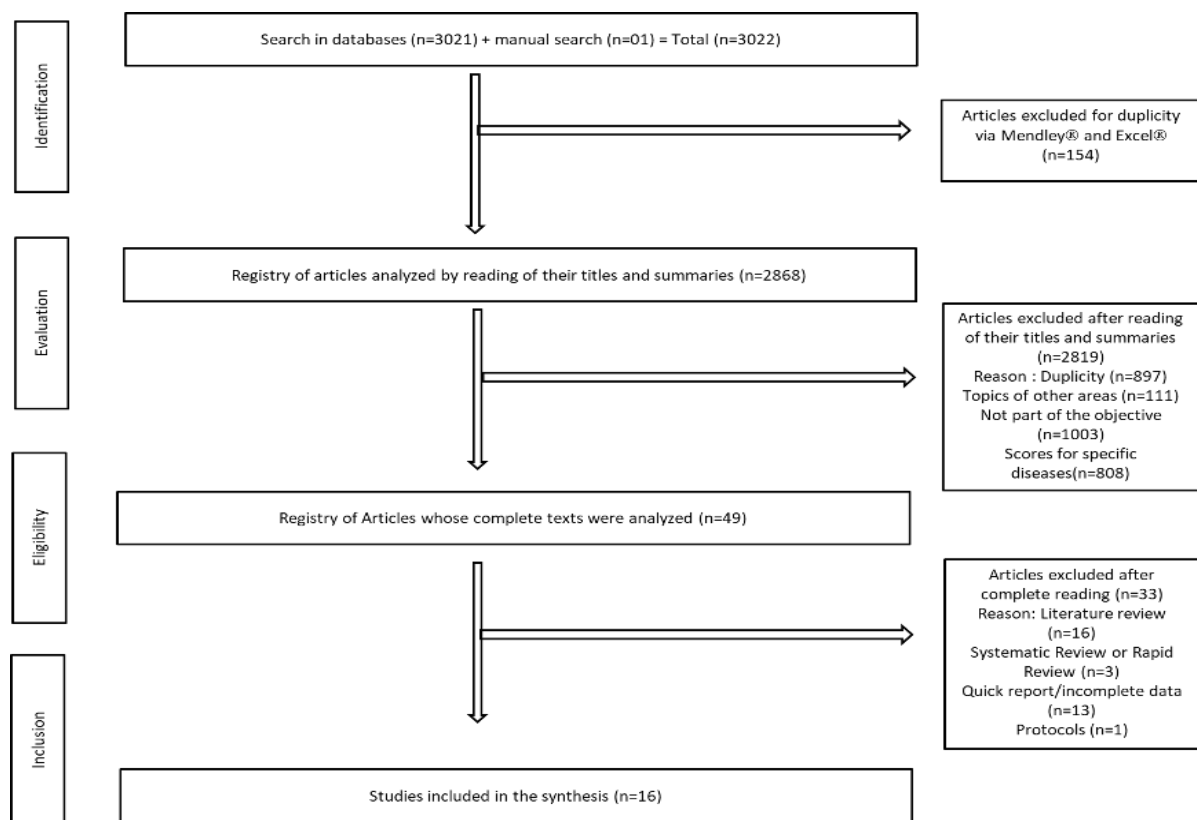 Identification
Search in databases (n=3021) + manual search (n=01) = Total (n=3022)
Articles excluded for duplicity
via Mendley® and Excel®
(n=154)
Evaluation
Registry of articles analyzed by reading of their titles and summaries (n=2868)
Articles excluded after reading
of their titles and summaries
(n=2819)
Reason : Duplicity (n=897)
Topics of other areas (n=111)
Not part of the objective
(n=1003)
Scores for specific
diseases(n=808)
Eligibility
Registry of Articles whose complete texts were analyzed (n=49)
Articles excluded after
complete reading (n=33)
Reason: Literature review
(n=16)
Systematic Review or Rapid
Review (n=3)
Quick report/incomplete data
(n=13)
Protocols (n=1)
Inclusion
Studies included in the synthesis (n=16)